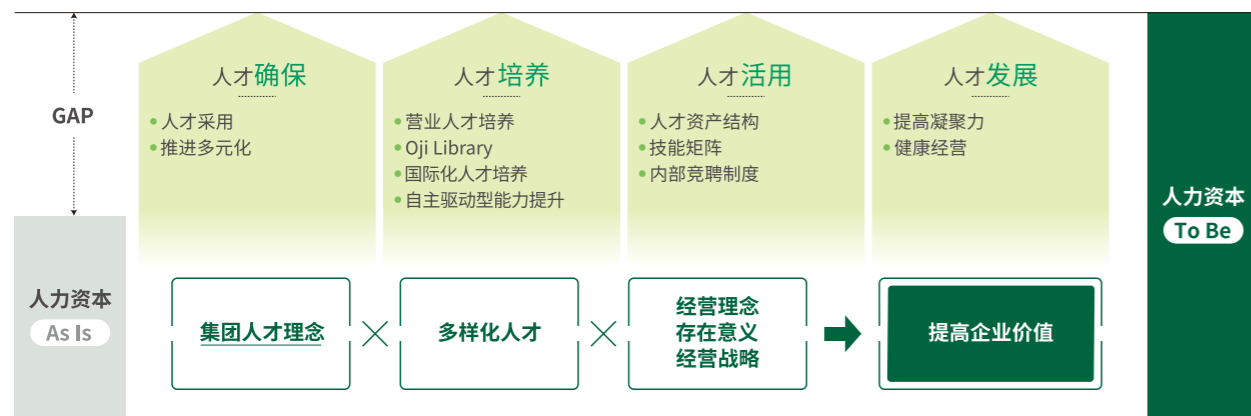 GAP
人力资本
As Is
人才确保
人才采用
推进多元化
人才培养
营业人才培养
Oji Library
国际化人才培养
自主驱动型能力提升
人才活用
人才资产结构
技能矩阵
内部竞聘制度
人才发展
提高凝聚力
健康经营
集团人才理念
×
多样化人才
×
经营理念
存在意义
经营战略
提高企业价值
人力资本
To Be